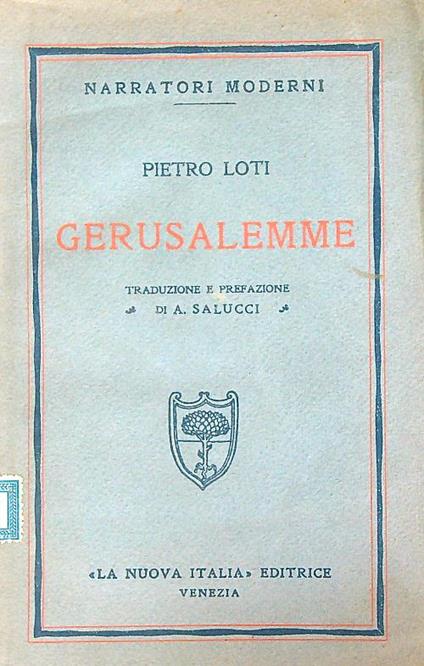 NARRATORI MODERNI
PIETRO LOTI
GERUSALEMME
TRADUZIONE E PREFAZIONE
DI A. SALUCCI
«LA NUOVA ITALIA» EDITRICE
VENEZIA